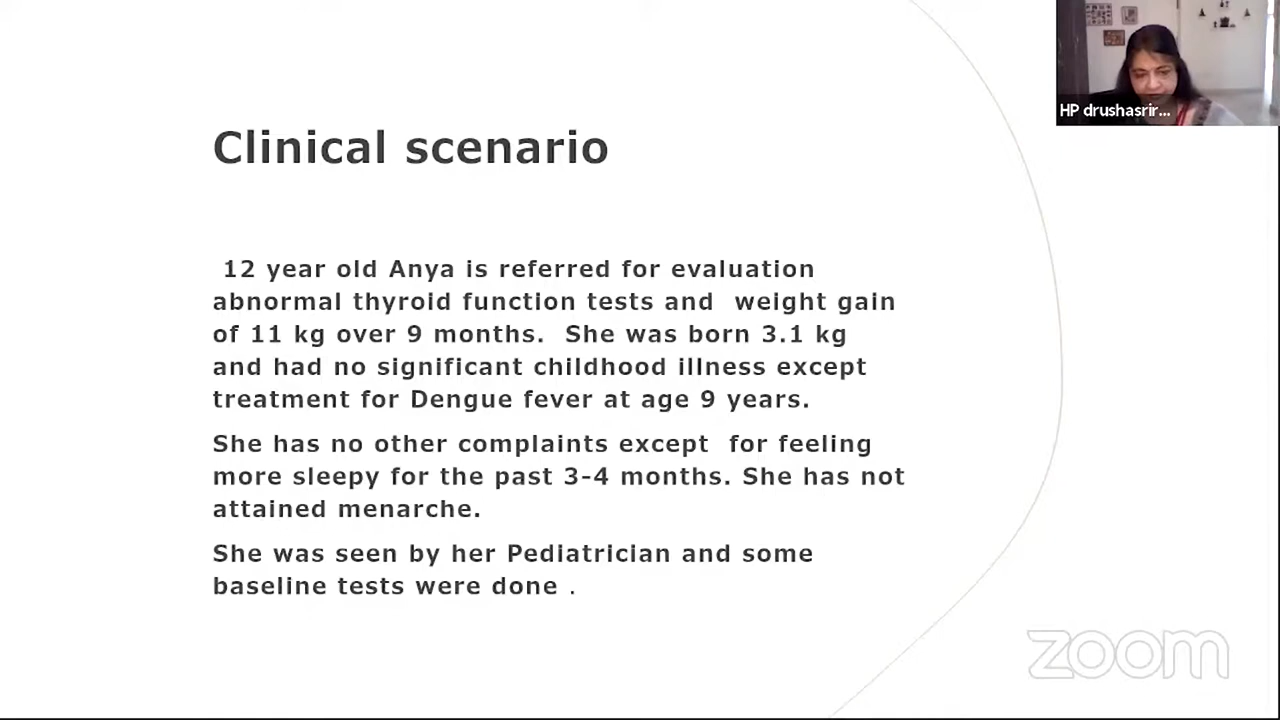 HP drushasrir...
Clinical scenario
12 year old Anya is referred for evaluation
abnormal thyroid function tests and weight gain
of 11 kg over 9 months. She was born 3.1 kg
and had no significant childhood illness except
treatment for Dengue fever at age 9 years.
She has no other complaints except for feeling
more sleepy for the past 3-4 months. She has not
attained menarche.
She was seen by her Pediatrician and some
baseline tests were done .
zoom